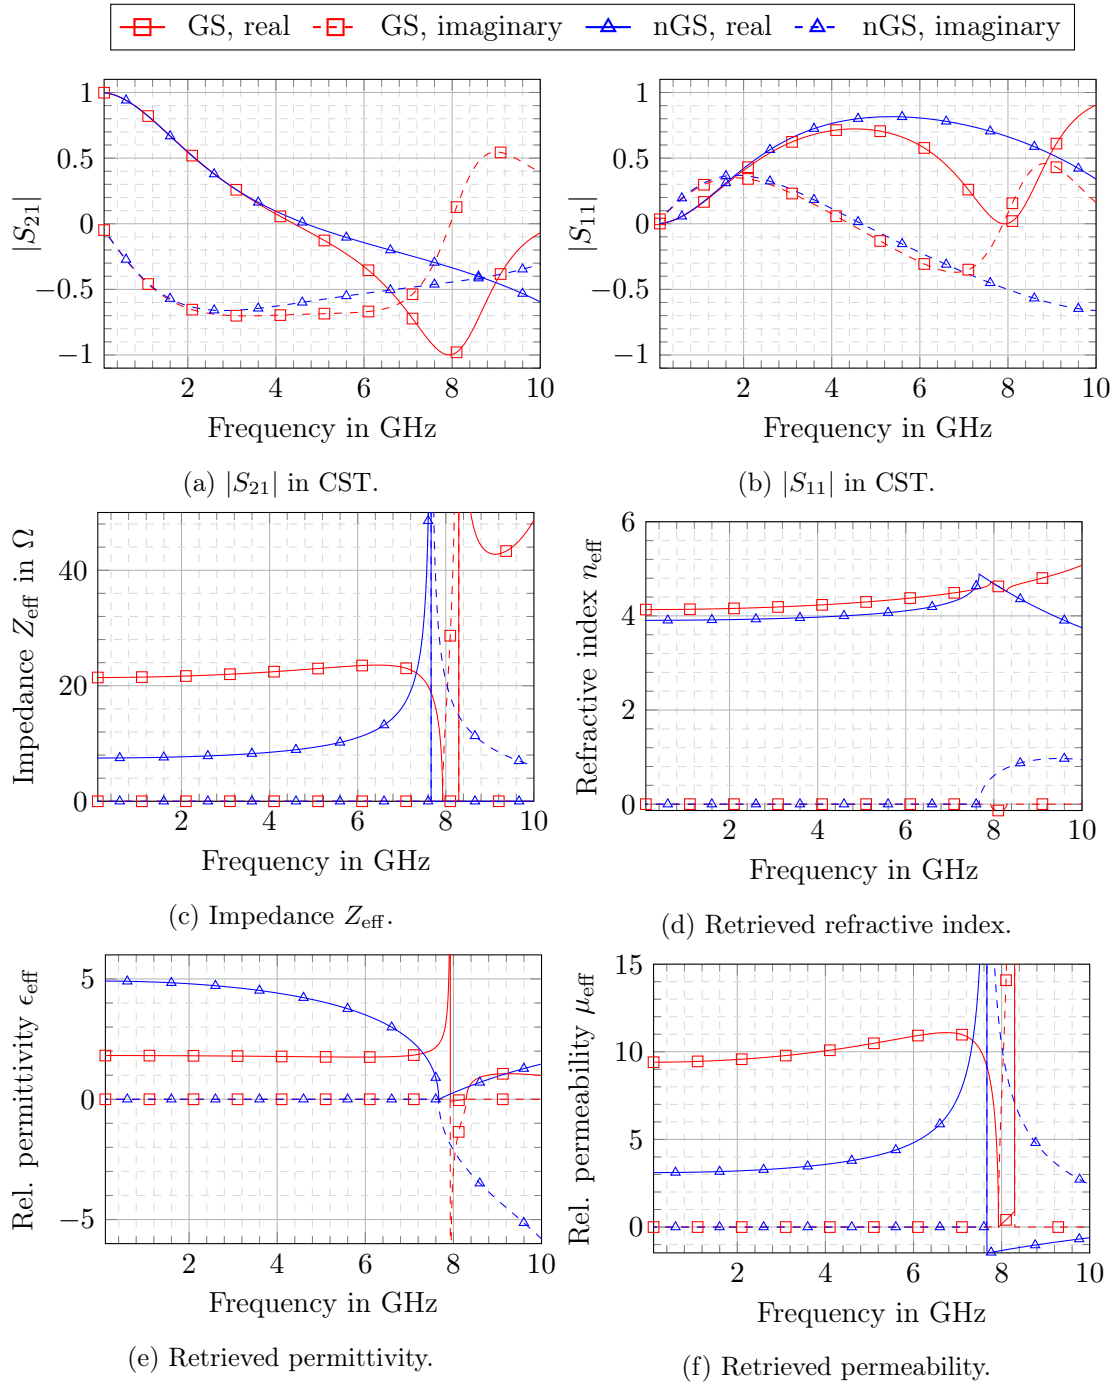 GS, real GS, imaginary nGS, real nGS, imaginary
|S21|
1
0.5
0
−0.5
−1
2 4 6 8 10
Frequency in GHz
(a) |S21| in CST.
|S11|
1
0.5
0
−0.5
−1
2 4 6 8 10
Frequency in GHz
(b) |S11| in CST.
Impedance Zeff in Ω
40
20
0
2 4 6 8 10
Frequency in GHz
(c) Impedance Zeff.
Refractive index neff
6
4
2
0
2 4 6 8 10
Frequency in GHz
(d) Retrieved refractive index.
Rel. permittivity ϵeff
5
0
−5
2 4 6 8 10
Frequency in GHz
(e) Retrieved permittivity.
Rel. permeability μeff
15
10
5
0
2 4 6 8 10
Frequency in GHz
(f) Retrieved permeability.